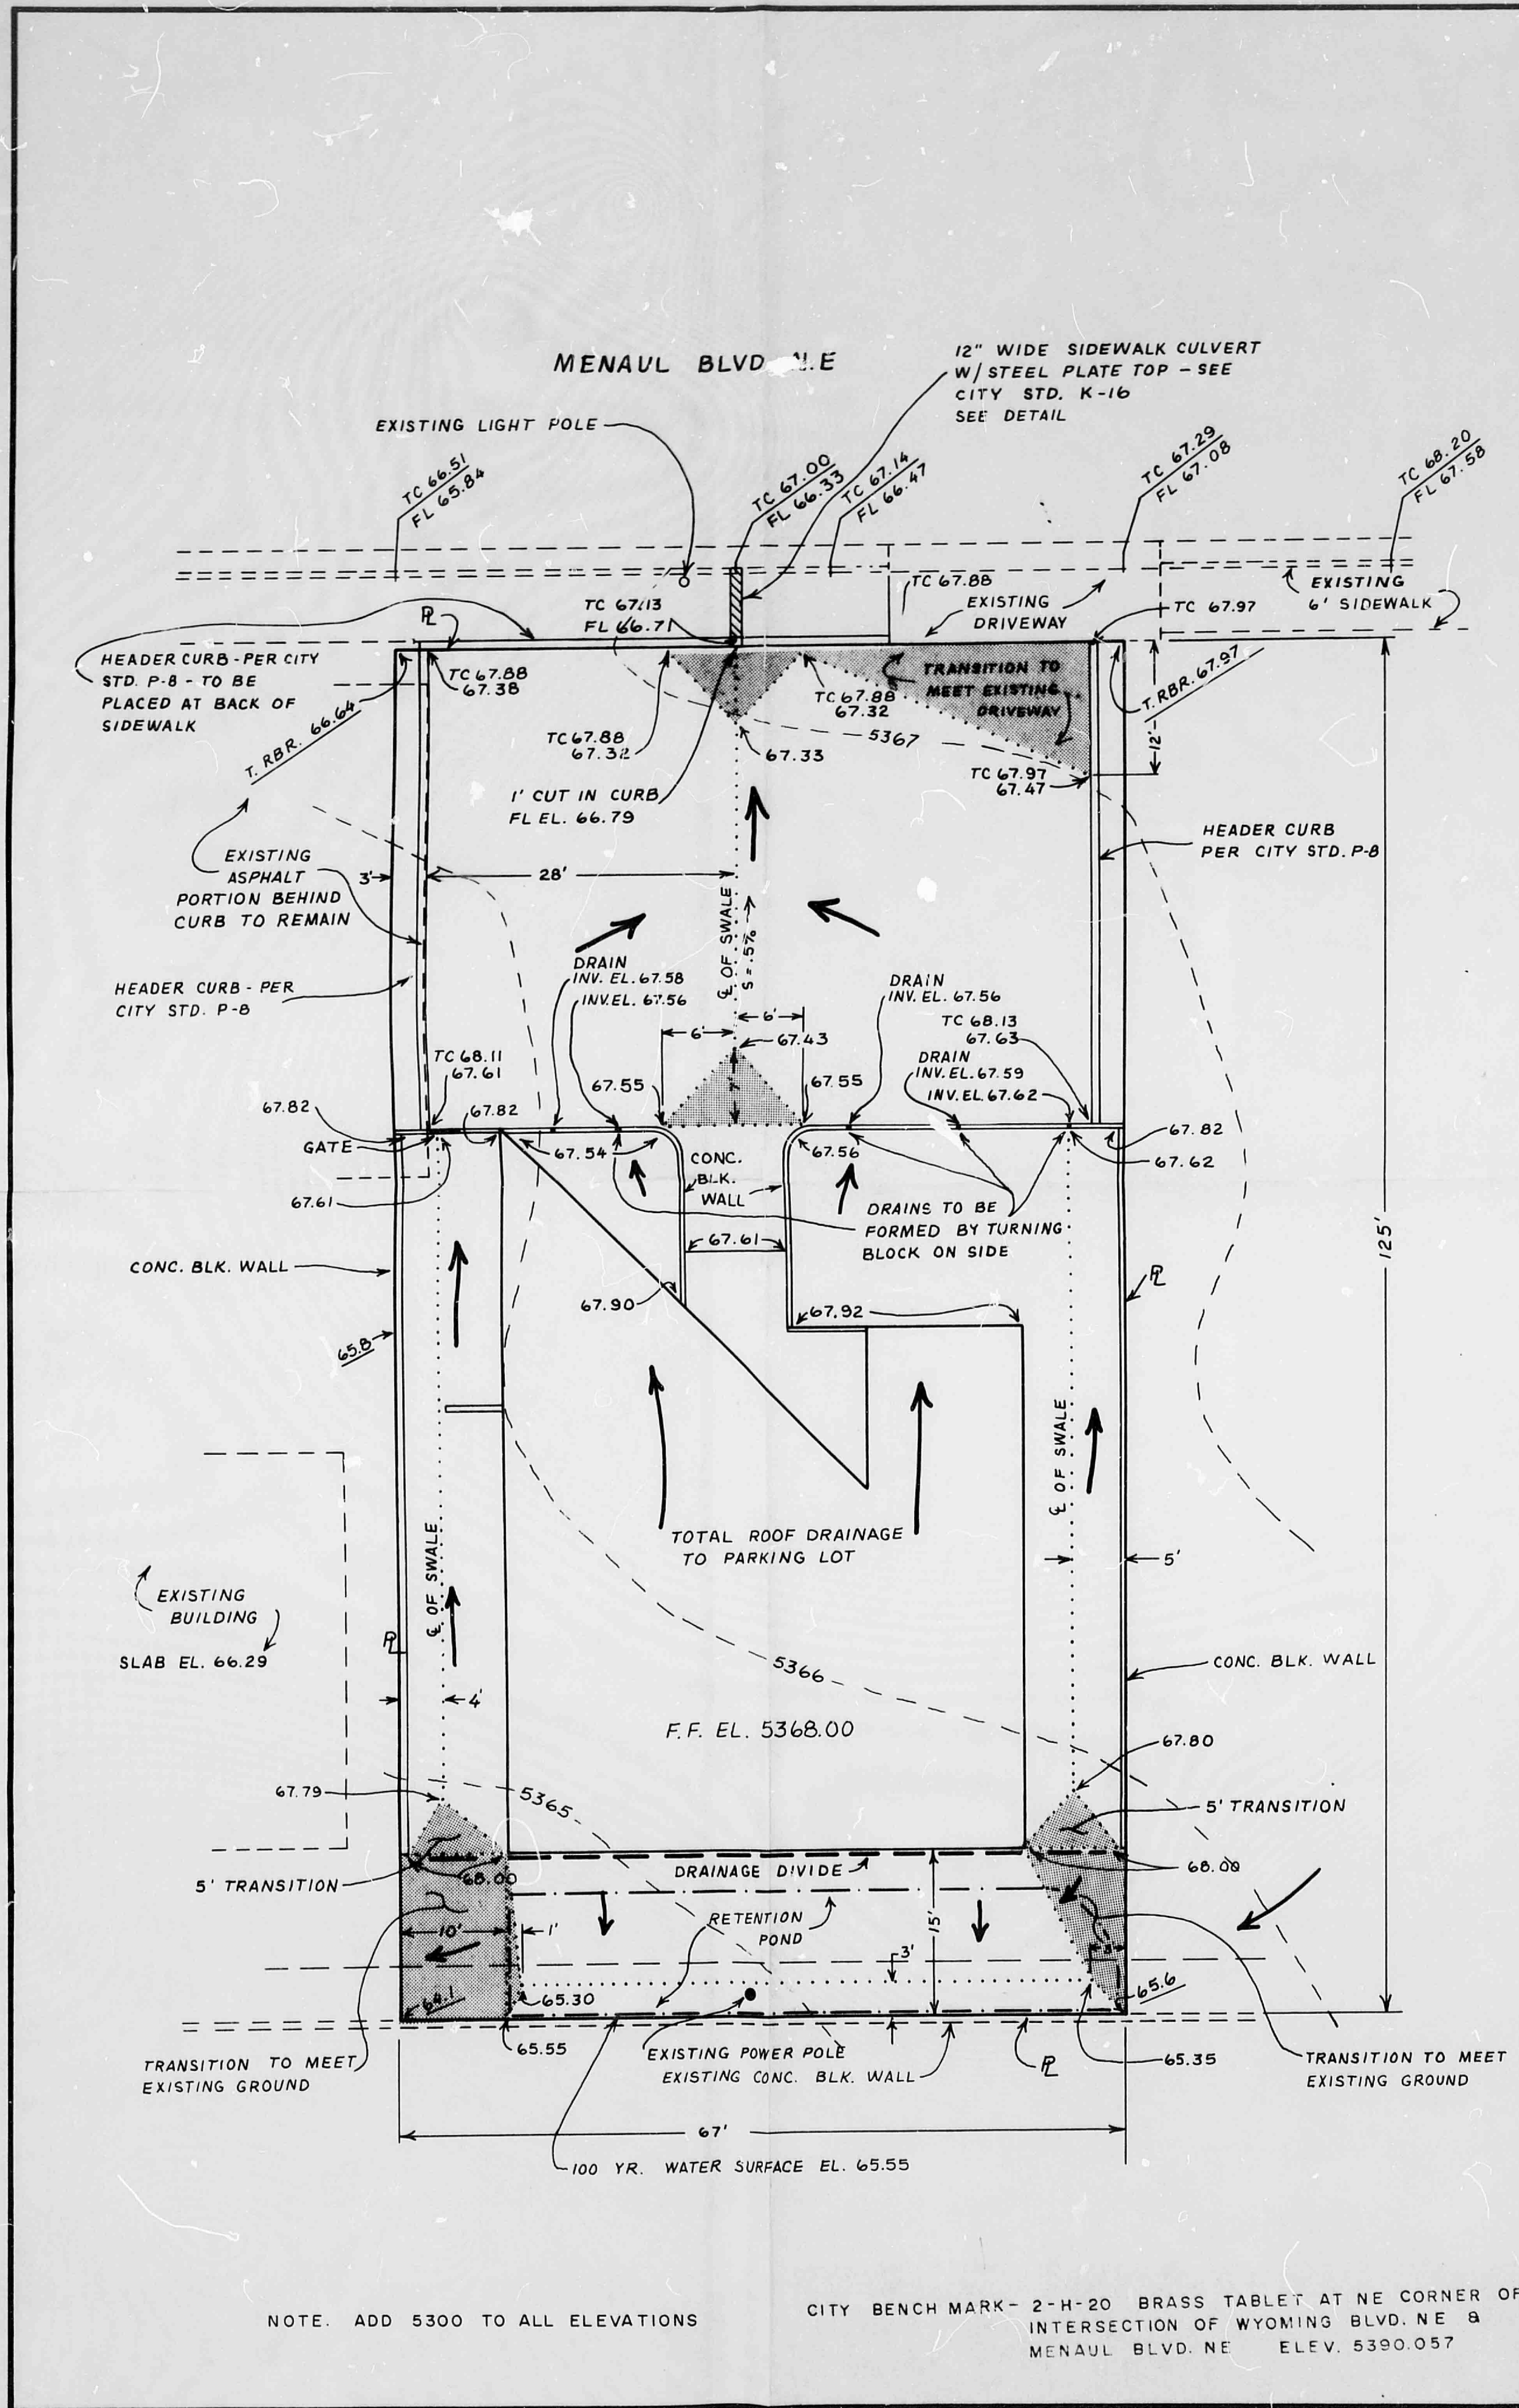 MENAUL BLVD N.E
12" WIDE SIDEWALK CULVERT
W/ STEEL PLATE TOP - SEE
CITY STD. K-16
SEE DETAIL
EXISTING LIGHT POLE
TC 66.51
FL 65.84
TC 67.00
FL 66.33
TC 67.14
FL 66.47
TC 67.29
FL 67.08
TC 68.20
FL 67.58
TC 67.13
FL 66.71
TC 67.88
EXISTING
DRIVEWAY
TC 67.97
EXISTING
6' SIDEWALK
PL
HEADER CURB - PER CITY
STD. P-8 - TO BE
PLACED AT BACK OF
SIDEWALK
TC 67.88
67.38
T. RBR. 66.64
TRANSITION TO
MEET EXISTING
DRIVEWAY
TC 67.88
67.32
T. RBR. 67.97
TC 67.88
67.32
5367
67.33
12'
TC 67.97
67.47
1' CUT IN CURB
FL EL. 66.79
HEADER CURB
PER CITY STD. P-8
EXISTING
ASPHALT
PORTION BEHIND
CURB TO REMAIN
3'
28'
℄ OF SWALE
S = .5%
DRAIN
INV. EL. 67.58
INV. EL. 67.56
DRAIN
INV. EL. 67.56
HEADER CURB - PER
CITY STD. P-8
TC 68.13
67.63
6'
6'
67.43
TC 68.11
67.61
DRAIN
INV. EL. 67.59
INV. EL. 67.62
67.55
7'
67.55
67.82
67.82
67.82
GATE
67.54
CONC.
BLK.
WALL
67.56
67.62
67.61
DRAINS TO BE
FORMED BY TURNING
BLOCK ON SIDE
67.61
125'
CONC. BLK. WALL
PL
67.90
67.92
65.8
℄ OF SWALE
TOTAL ROOF DRAINAGE
TO PARKING LOT
5'
℄ OF SWALE
EXISTING
BUILDING
SLAB EL. 66.29
PL
5366
CONC. BLK. WALL
4'
F.F. EL. 5368.00
67.80
67.79
5365
5' TRANSITION
5' TRANSITION
68.00
DRAINAGE DIVIDE
68.00
10'
1'
RETENTION
POND
15'
3'
3'
64.1
65.30
65.6
65.55
EXISTING POWER POLE
EXISTING CONC. BLK. WALL
PL
65.35
TRANSITION TO MEET
EXISTING GROUND
TRANSITION TO MEET
EXISTING GROUND
67'
100 YR. WATER SURFACE EL. 65.55
NOTE. ADD 5300 TO ALL ELEVATIONS
CITY BENCH MARK - 2-H-20 BRASS TABLET AT NE CORNER OF
INTERSECTION OF WYOMING BLVD. NE &
MENAUL BLVD. NE ELEV. 5390.057